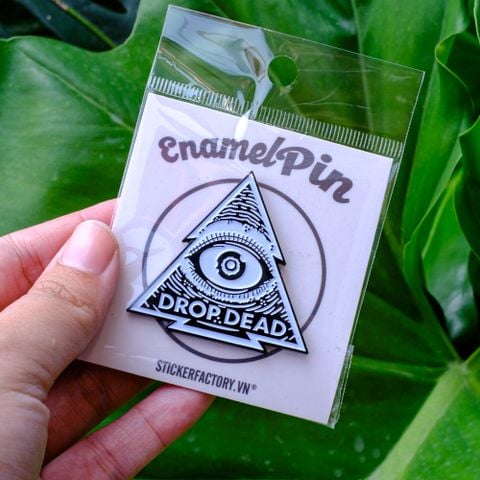 EnamelPin
DROP DEAD
STICKERFACTORY.VN®